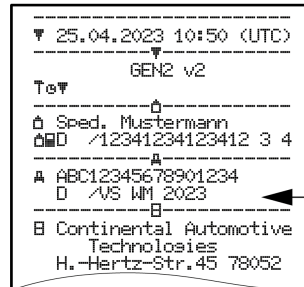 ▼ 25.04.2023 10:50 (UTC)
GEN2 v2
Sped. Mustermann
D /12341234123412 3 4
ABC12345678901234
D /VS WM 2023
Continental Automotive
Technologies
H.-Hertz-Str.45 78052